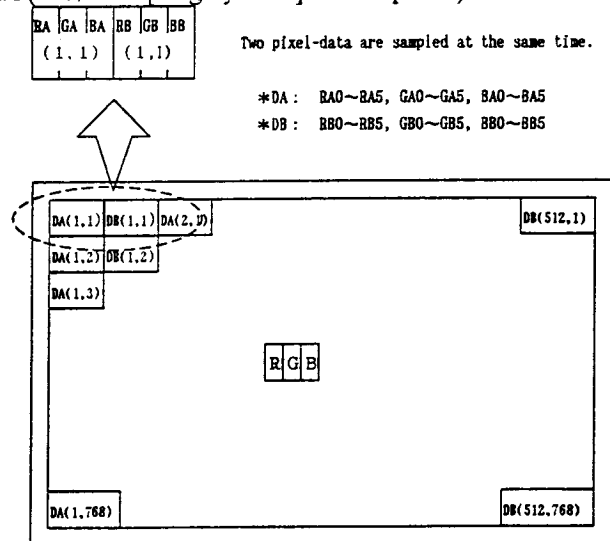 RA GA BA RB GB BB
(1,1) (1,1)
Two pixel-data are sampled at the same time.
*DA: RA0~RA5, GA0~GA5, BA0~BA5
*DB: RB0~RB5, GB0~GB5, BB0~BB5
DA(1,1) DB(1,1) DA(2,1) DB(512,1)
DA(1,2) DB(1,2)
DA(1,3)
R G B
DA(1,768) DB(512,768)